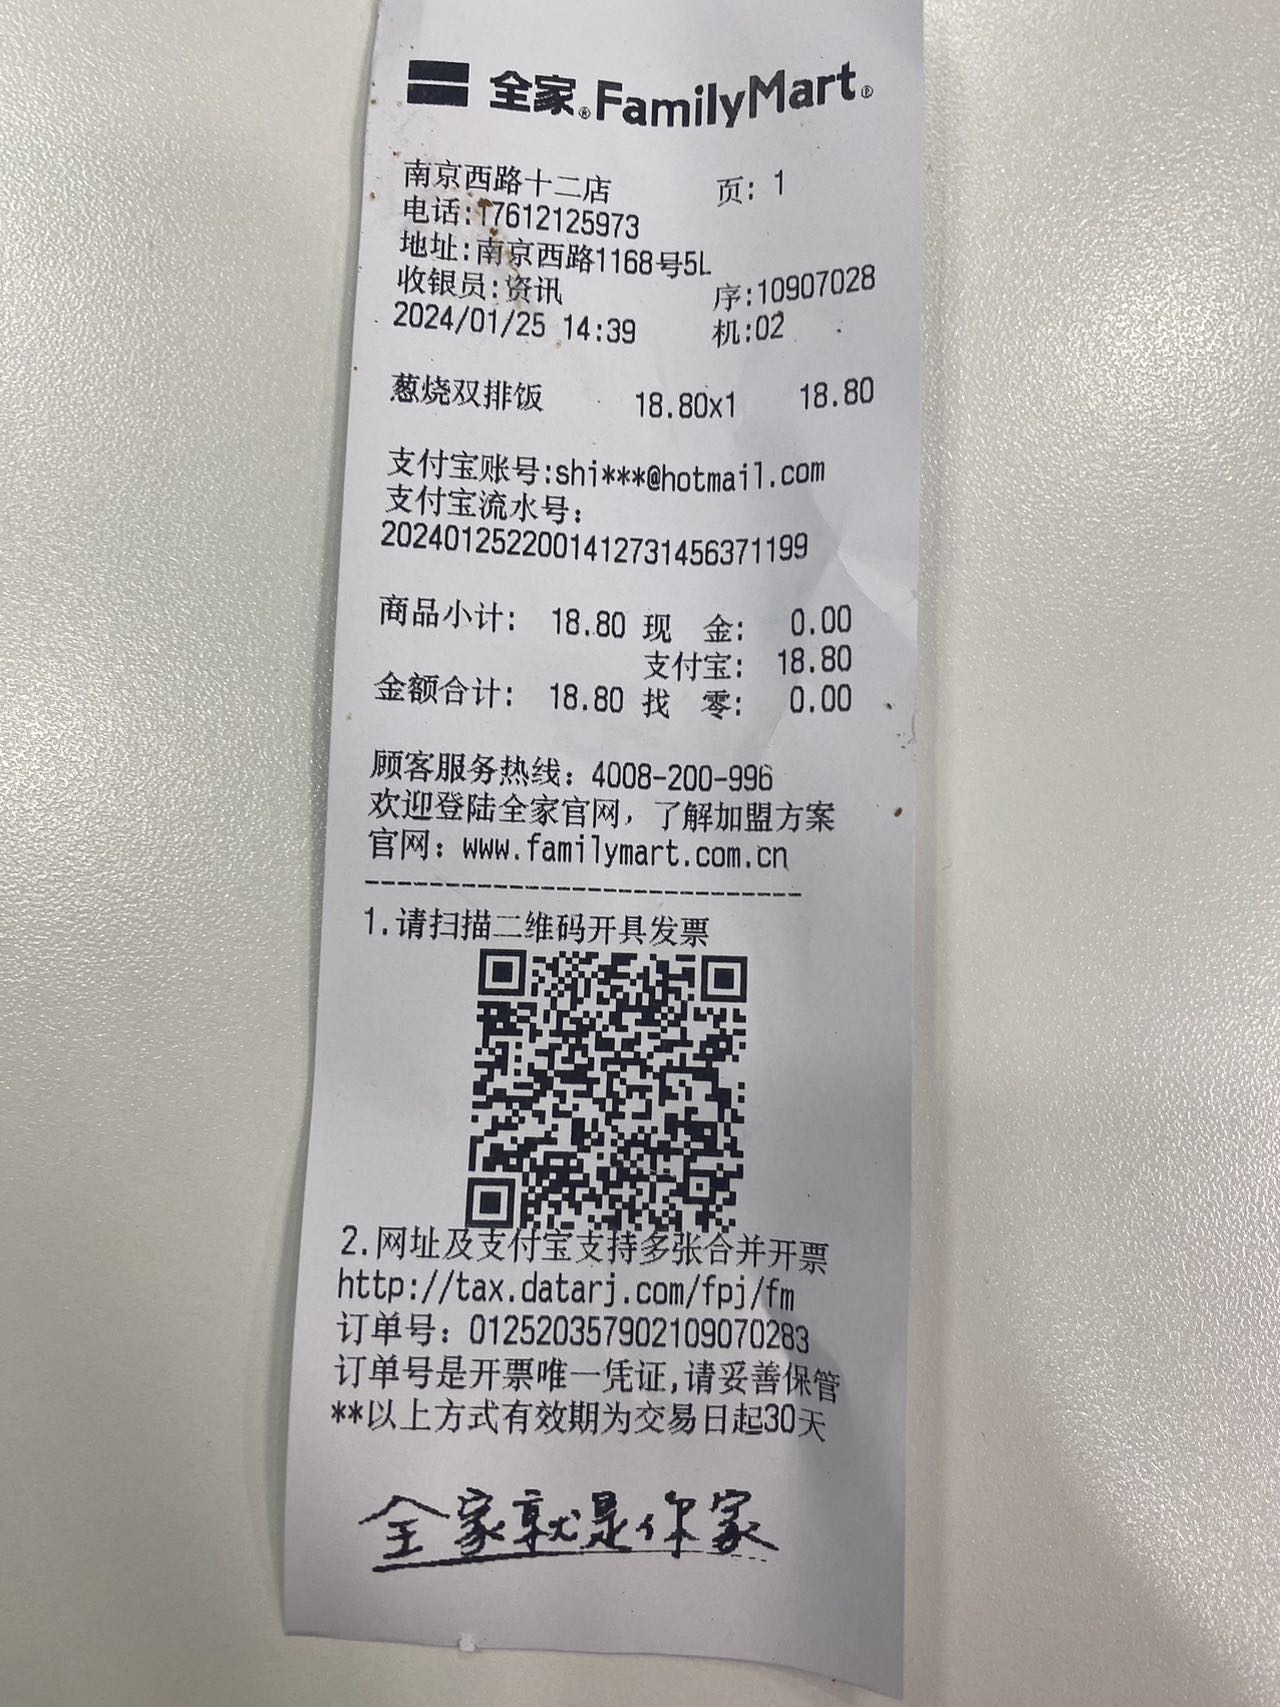 全家® FamilyMart®
南京西路十二店 页: 1
电话:17612125973
地址:南京西路1168号5L
收银员:资讯 序:10907028
2024/01/25 14:39 机:02
葱烧双排饭 18.80x1 18.80
支付宝账号:shi***@hotmail.com
支付宝流水号:
2024012522001412731456371199
商品小计: 18.80 现 金: 0.00
支付宝: 18.80
金额合计: 18.80 找 零: 0.00
顾客服务热线: 4008-200-996
欢迎登陆全家官网,了解加盟方案
官网: www.familymart.com.cn
----------------------------
1.请扫描二维码开具发票
2.网址及支付宝支持多张合并开票
http://tax.datarj.com/fpj/fm
订单号: 0125203579021090​70283
订单号是开票唯一凭证,请妥善保管
**以上方式有效期为交易日起30天
全家就是你家